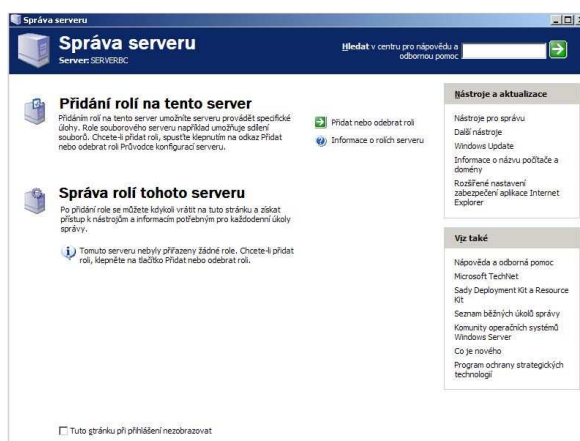 Správa serveru
Správa serveru
Server: SERVERBC
Hledat v centru pro nápovědu a
odbornou pomoc
Přidání rolí na tento server
Přidáním rolí na tento server umožníte serveru provádět specifické
úlohy. Role souborového serveru například umožňuje sdílení
souborů. Chcete-li přidat roli, spusťte klepnutím na odkaz Přidat
nebo odebrat roli Průvodce konfigurací serveru.
Přidat nebo odebrat roli
Informace o rolích serveru
Správa rolí tohoto serveru
Po přidání role se můžete kdykoli vrátit na tuto stránku a získat
přístup k nástrojům a informacím potřebným pro každodenní úkoly
správy.
Tomuto serveru nebyly přiřazeny žádné role. Chcete-li přidat
roli, klepněte na tlačítko Přidat nebo odebrat roli.
Nástroje a aktualizace
Nástroje pro správu
Další nástroje
Windows Update
Informace o názvu počítače a
domény
Rozšířené nastavení
zabezpečení aplikace Internet
Explorer
Viz také
Nápověda a odborná pomoc
Microsoft TechNet
Sady Deployment Kit a Resource
Kit
Seznam běžných úkolů správy
Komunity operačních systémů
Windows Server
Co je nového
Program ochrany strategických
technologií
Tuto stránku při přihlášení nezobrazovat